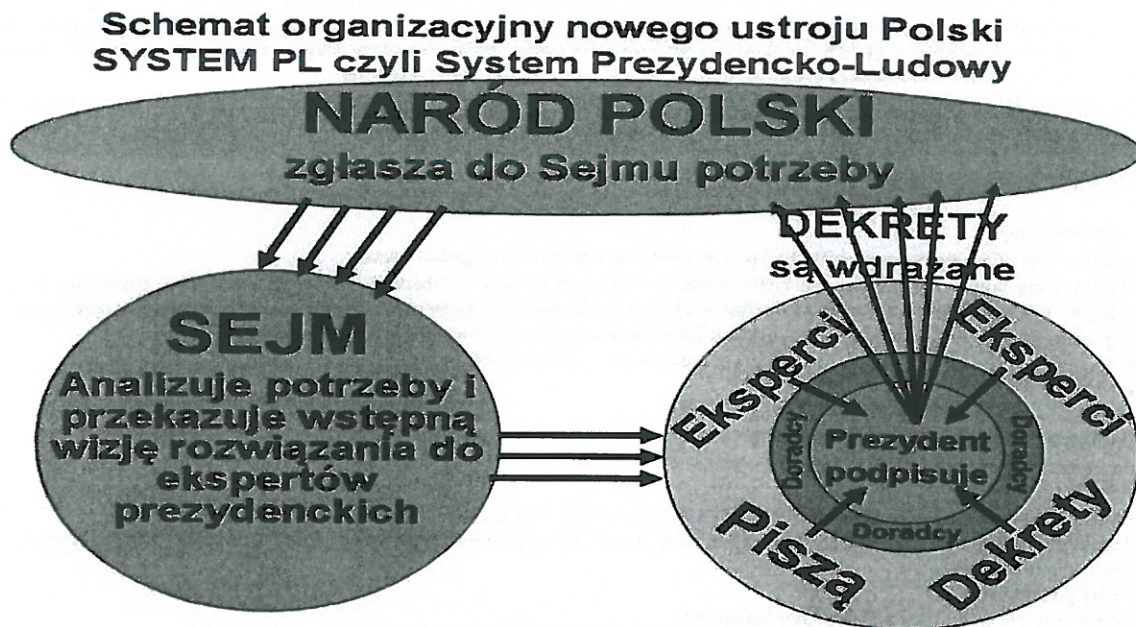 Schemat organizacyjny nowego ustroju Polski
SYSTEM PL czyli System Prezydencko-Ludowy
NARÓD POLSKI
zgłasza do Sejmu potrzeby
DEKRETY
są wdrażane
SEJM
Analizuje potrzeby i
przekazuje wstępną
wizję rozwiązania do
ekspertów
prezydenckich
Eksperci
Eksperci
Doradcy
Prezydent
podpisuje
Doradcy
Doradcy
Piszą
Dekrety